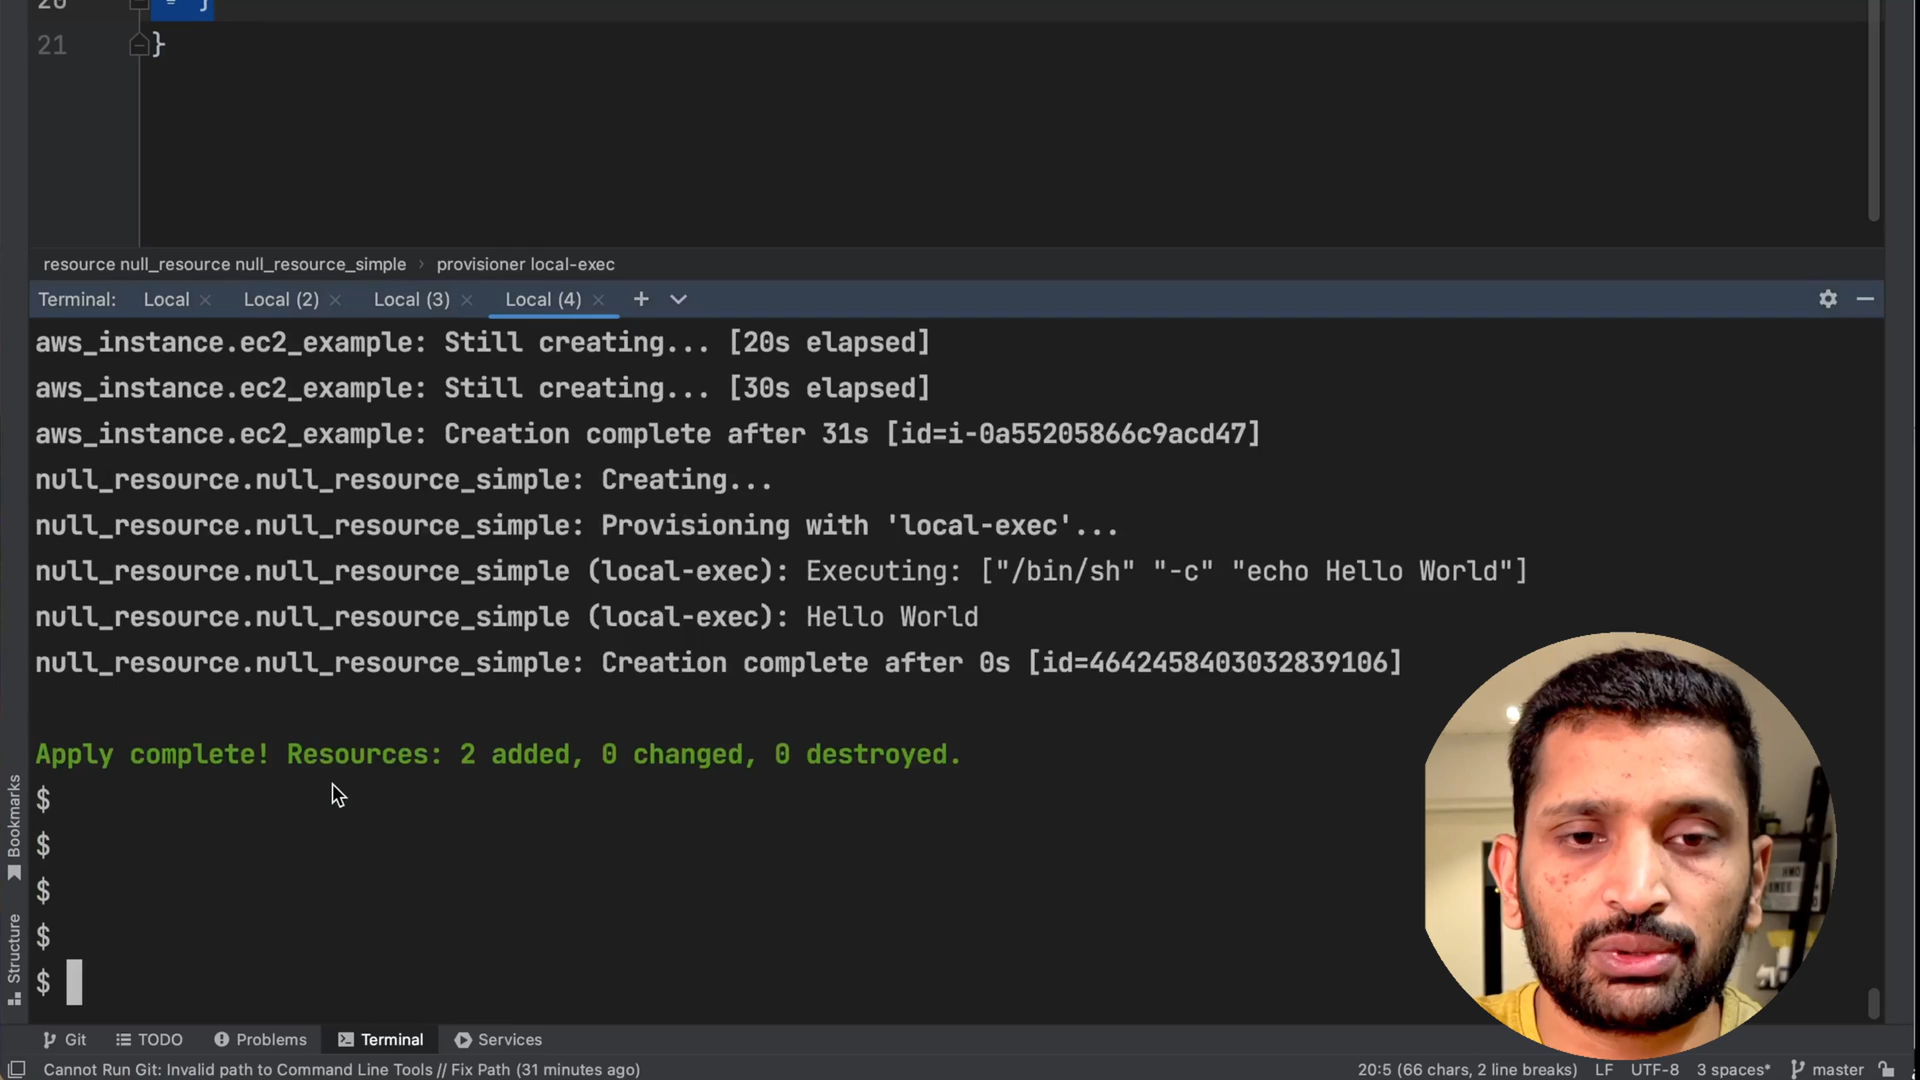 20 }
21 }
resource null_resource null_resource_simple › provisioner local-exec
Terminal: Local × Local (2) × Local (3) × Local (4) × +
aws_instance.ec2_example: Still creating... [20s elapsed]
aws_instance.ec2_example: Still creating... [30s elapsed]
aws_instance.ec2_example: Creation complete after 31s [id=i-0a55205866c9acd47]
null_resource.null_resource_simple: Creating...
null_resource.null_resource_simple: Provisioning with 'local-exec'...
null_resource.null_resource_simple (local-exec): Executing: ["/bin/sh" "-c" "echo Hello World"]
null_resource.null_resource_simple (local-exec): Hello World
null_resource.null_resource_simple: Creation complete after 0s [id=4642458403032839106]
Apply complete! Resources: 2 added, 0 changed, 0 destroyed.
$
$
$
$
$
Bookmarks
Structure
Git TODO Problems Terminal Services
Cannot Run Git: Invalid path to Command Line Tools // Fix Path (31 minutes ago) 20:5 (66 chars, 2 line breaks) LF UTF-8 3 spaces* master